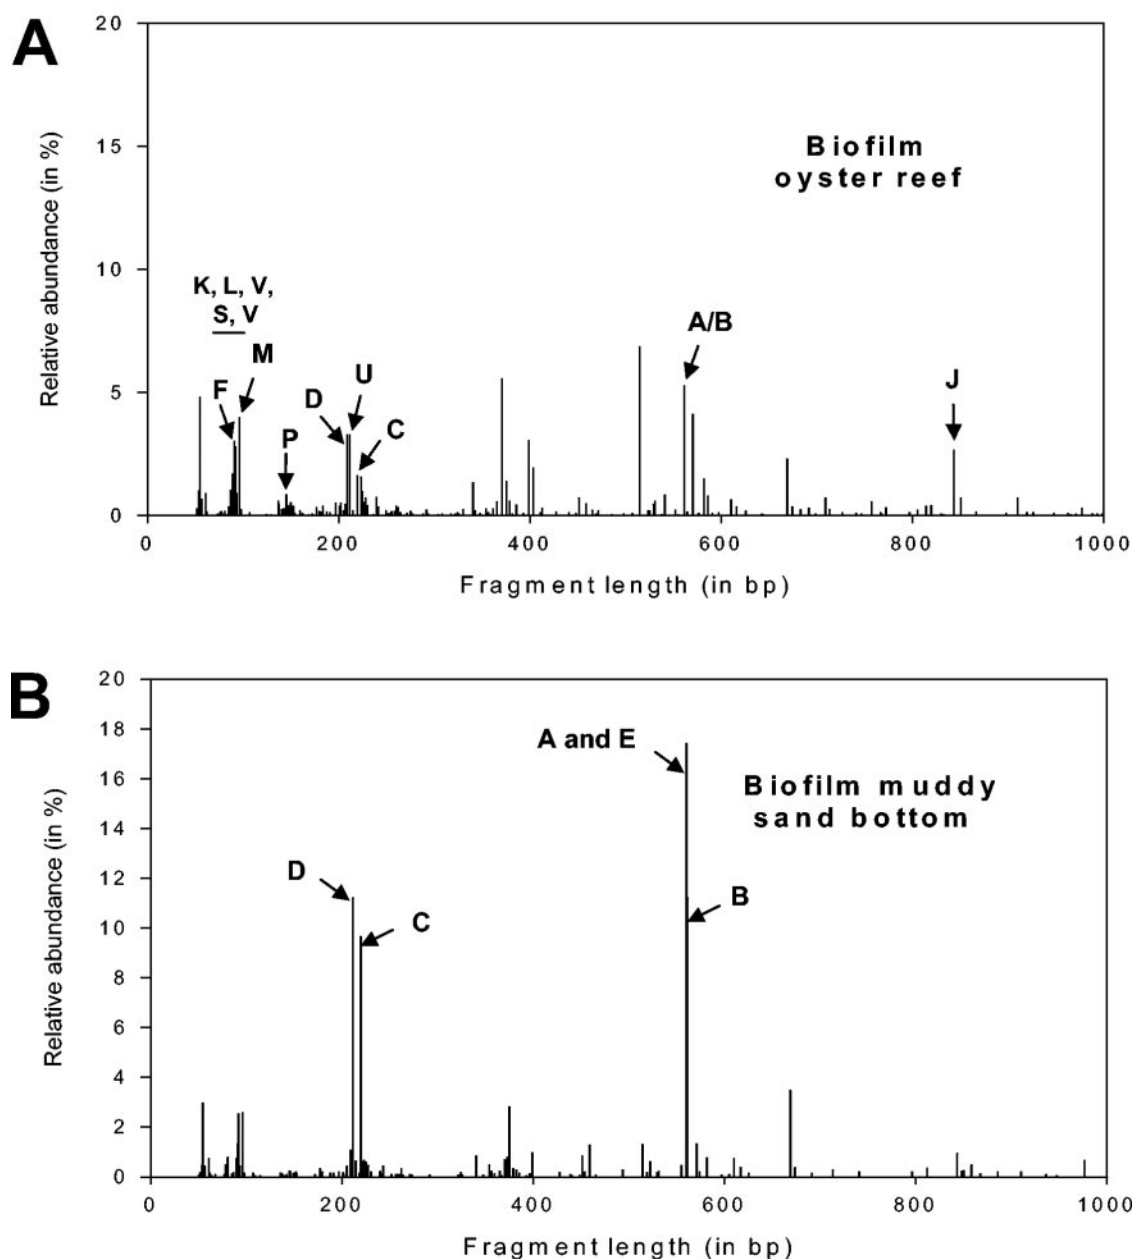 A
Relative abundance (in %)
20
15
10
5
0
Biofilm
oyster reef
K, L, V,
S, V
F
M
P
D
U
C
A/B
J
0 200 400 600 800 1000
Fragment length (in bp)
B
Relative abundance (in %)
20
18
16
14
12
10
8
6
4
2
0
A and E
Biofilm muddy
sand bottom
D
C
B
0 200 400 600 800 1000
Fragment length (in bp)